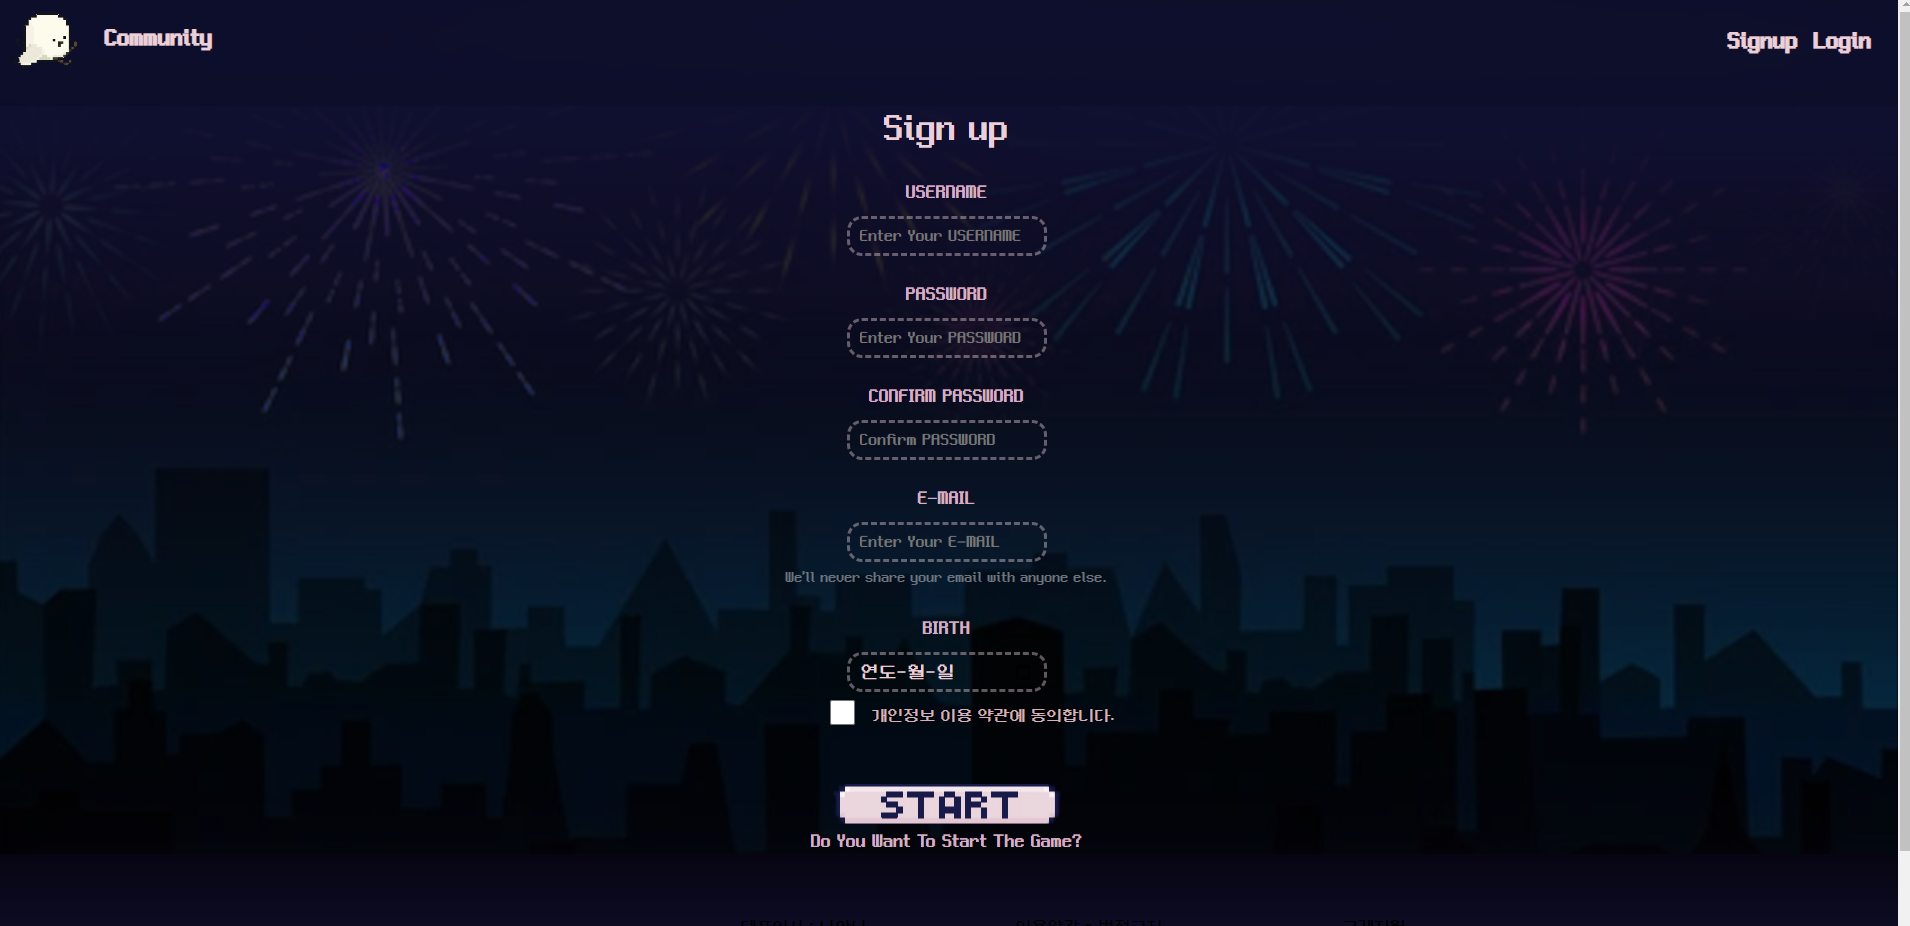 Community
Signup Login
Sign up
USERNAME
Enter Your USERNAME
PASSWORD
Enter Your PASSWORD
CONFIRM PASSWORD
Confirm PASSWORD
E-MAIL
Enter Your E-MAIL
We'll never share your email with anyone else.
BIRTH
연도-월-일
개인정보 이용 약관에 동의합니다.
START
Do You Want To Start The Game?